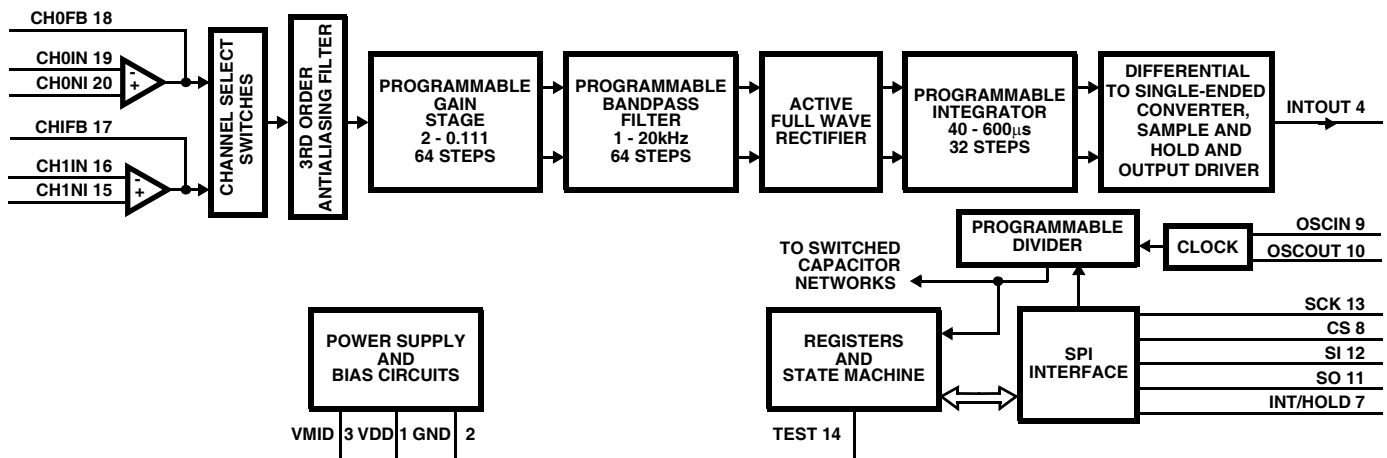 CH0FB 18
CH0IN 19
CH0NI 20
-
+
CHIFB 17
CH1IN 16
CH1NI 15
-
+
CHANNEL SELECT
SWITCHES
3RD ORDER
ANTIALIASING FILTER
PROGRAMMABLE
GAIN
STAGE
2 - 0.111
64 STEPS
PROGRAMMABLE
BANDPASS
FILTER
1 - 20kHz
64 STEPS
ACTIVE
FULL WAVE
RECTIFIER
PROGRAMMABLE
INTEGRATOR
40 - 600µs
32 STEPS
DIFFERENTIAL
TO SINGLE-ENDED
CONVERTER,
SAMPLE AND
HOLD AND
OUTPUT DRIVER
INTOUT 4
PROGRAMMABLE
DIVIDER
CLOCK
OSCIN 9
OSCOUT 10
TO SWITCHED
CAPACITOR
NETWORKS
POWER SUPPLY
AND
BIAS CIRCUITS
VMID 3 VDD 1 GND 2
REGISTERS
AND
STATE MACHINE
TEST 14
SPI
INTERFACE
SCK 13
CS 8
SI 12
SO 11
INT/HOLD 7